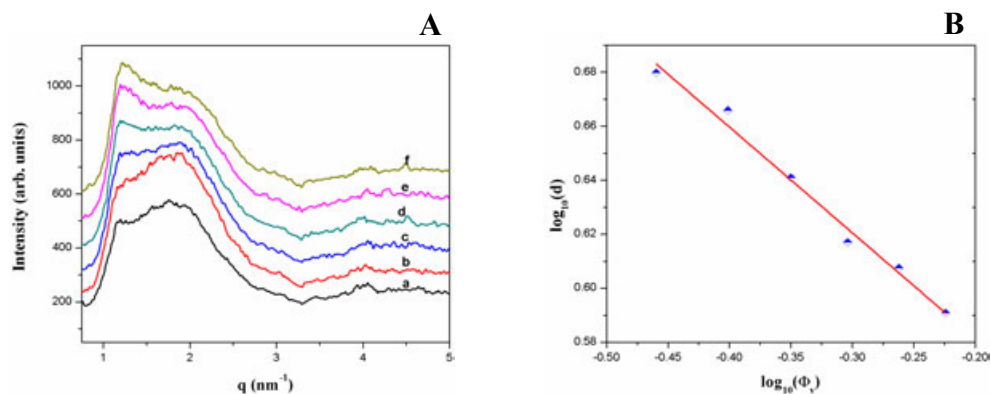 A
Intensity (arb. units)
1000
800
600
400
200
f
e
d
c
b
a
1
2
3
4
5
q (nm⁻¹)
B
log₁₀(d)
0.68
0.66
0.64
0.62
0.60
0.58
-0.50
-0.45
-0.40
-0.35
-0.30
-0.25
-0.200
log₁₀(Φᵥ)